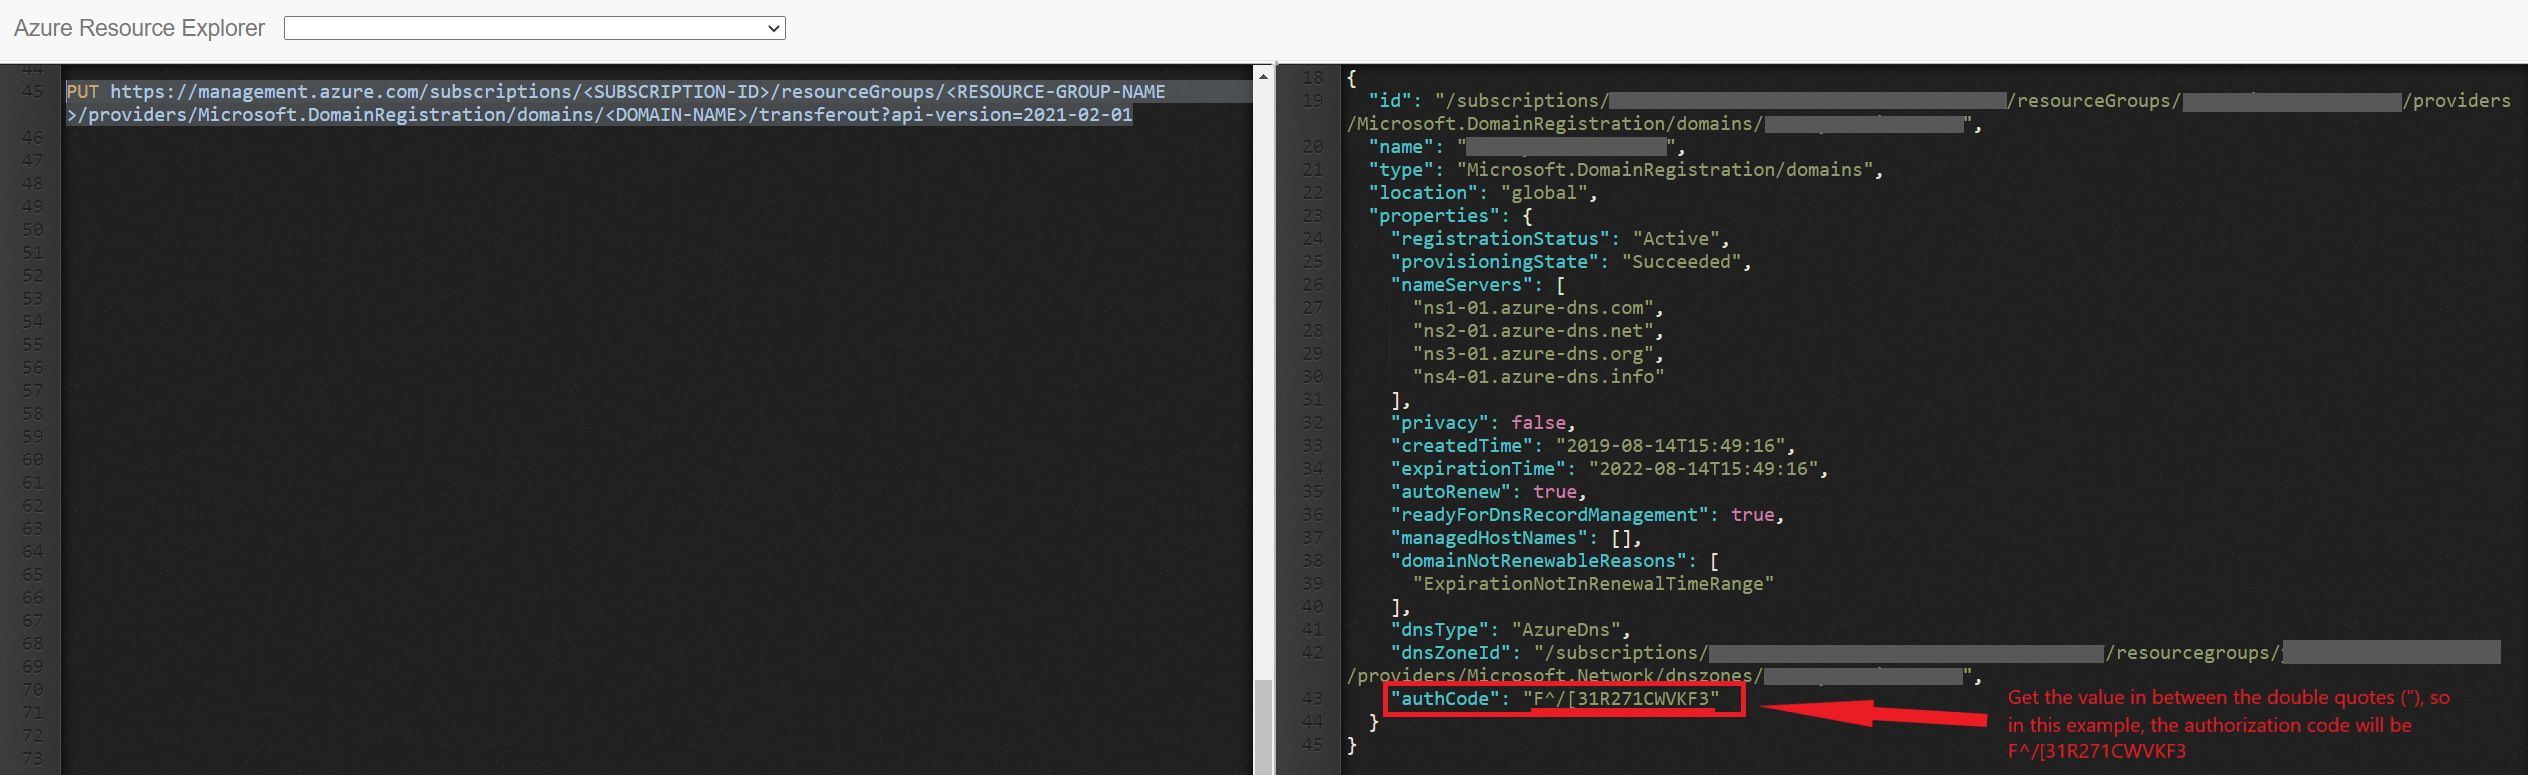 Azure Resource Explorer
44
45 PUT https://management.azure.com/subscriptions/<SUBSCRIPTION-ID>/resourceGroups/<RESOURCE-GROUP-NAME
>/providers/Microsoft.DomainRegistration/domains/<DOMAIN-NAME>/transferout?api-version=2021-02-01
46
47
48
49
50
51
52
53
54
55
56
57
58
59
60
61
62
63
64
65
66
67
68
69
70
71
72
73
18 {
19 "id": "/subscriptions/ /resourceGroups/ /providers
/Microsoft.DomainRegistration/domains/ ",
20 "name": " ",
21 "type": "Microsoft.DomainRegistration/domains",
22 "location": "global",
23 "properties": {
24 "registrationStatus": "Active",
25 "provisioningState": "Succeeded",
26 "nameServers": [
27 "ns1-01.azure-dns.com",
28 "ns2-01.azure-dns.net",
29 "ns3-01.azure-dns.org",
30 "ns4-01.azure-dns.info"
31 ],
32 "privacy": false,
33 "createdTime": "2019-08-14T15:49:16",
34 "expirationTime": "2022-08-14T15:49:16",
35 "autoRenew": true,
36 "readyForDnsRecordManagement": true,
37 "managedHostNames": [],
38 "domainNotRenewableReasons": [
39 "ExpirationNotInRenewalTimeRange"
40 ],
41 "dnsType": "AzureDns",
42 "dnsZoneId": "/subscriptions/ /resourcegroups/
/providers/Microsoft.Network/dnszones/ ",
43 "authCode": "F^/[31R271CWVKF3"
44 }
45 }
Get the value in between the double quotes ("), so
in this example, the authorization code will be
F^/[31R271CWVKF3